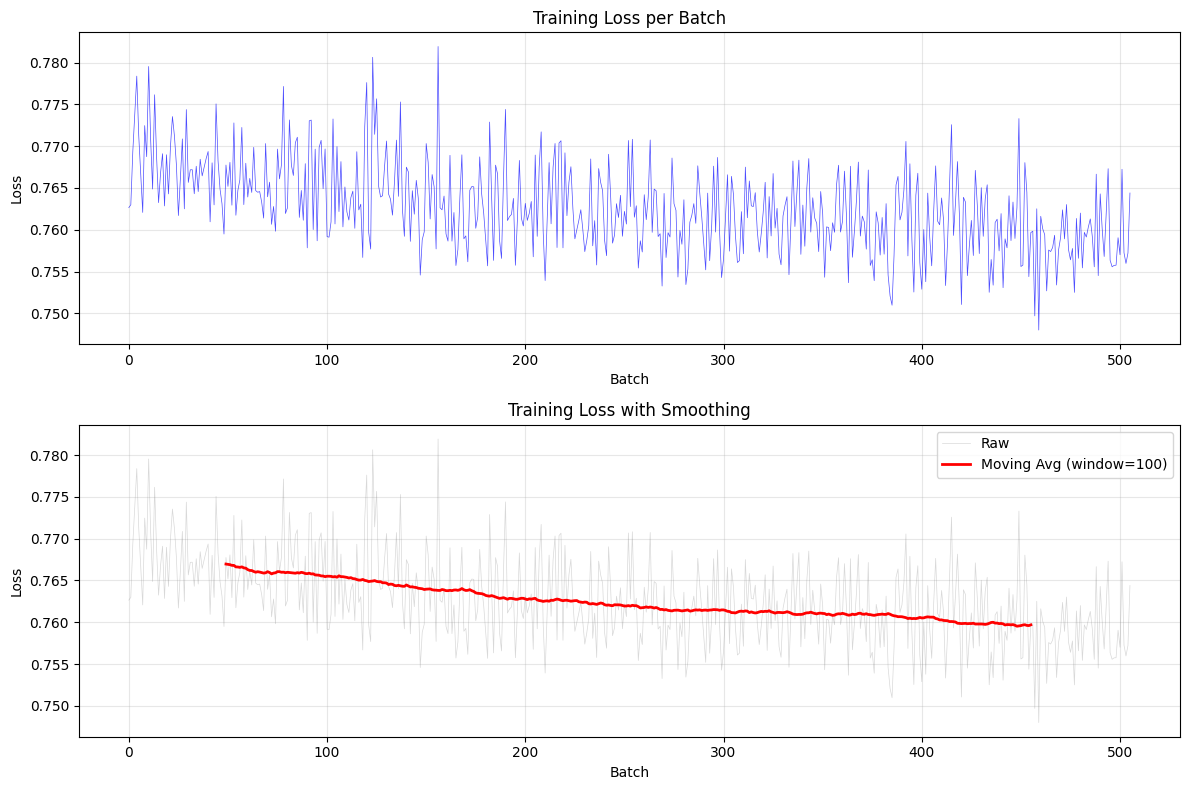 Training Loss per Batch
0.780
0.775
0.770
0.765
0.760
0.755
0.750
Loss
0 100 200 300 400 500
Batch
Training Loss with Smoothing
0.780
0.775
0.770
0.765
0.760
0.755
0.750
Loss
Raw
Moving Avg (window=100)
0 100 200 300 400 500
Batch